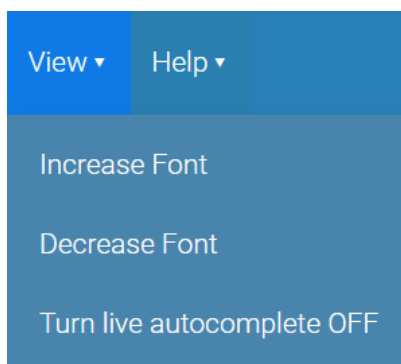 View ▾ Help ▾
Increase Font
Decrease Font
Turn live autocomplete OFF